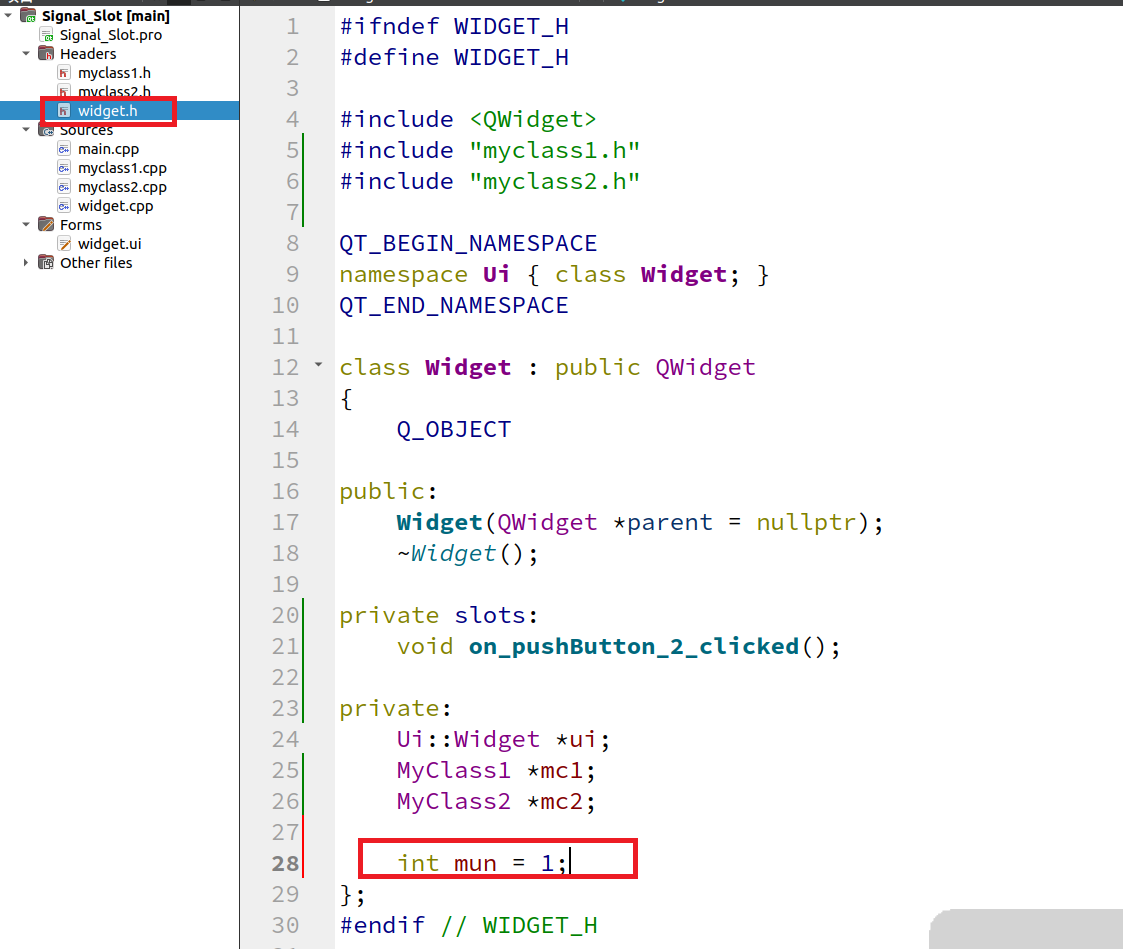 Signal_Slot [main]
Signal_Slot.pro
Headers
myclass1.h
myclass2.h
widget.h
Sources
main.cpp
myclass1.cpp
myclass2.cpp
widget.cpp
Forms
widget.ui
Other files
1 #ifndef WIDGET_H
2 #define WIDGET_H
3
4 #include <QWidget>
5 #include "myclass1.h"
6 #include "myclass2.h"
7
8 QT_BEGIN_NAMESPACE
9 namespace Ui { class Widget; }
10 QT_END_NAMESPACE
11
12 class Widget : public QWidget
13 {
14 Q_OBJECT
15
16 public:
17 Widget(QWidget *parent = nullptr);
18 ~Widget();
19
20 private slots:
21 void on_pushButton_2_clicked();
22
23 private:
24 Ui::Widget *ui;
25 MyClass1 *mc1;
26 MyClass2 *mc2;
27
28 int mun = 1;
29 };
30 #endif // WIDGET_H